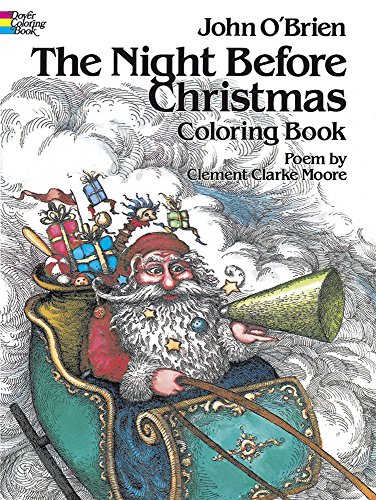 Dover
Coloring
Book
John O'Brien
The Night Before
Christmas
Coloring Book
Poem by
Clement Clarke Moore